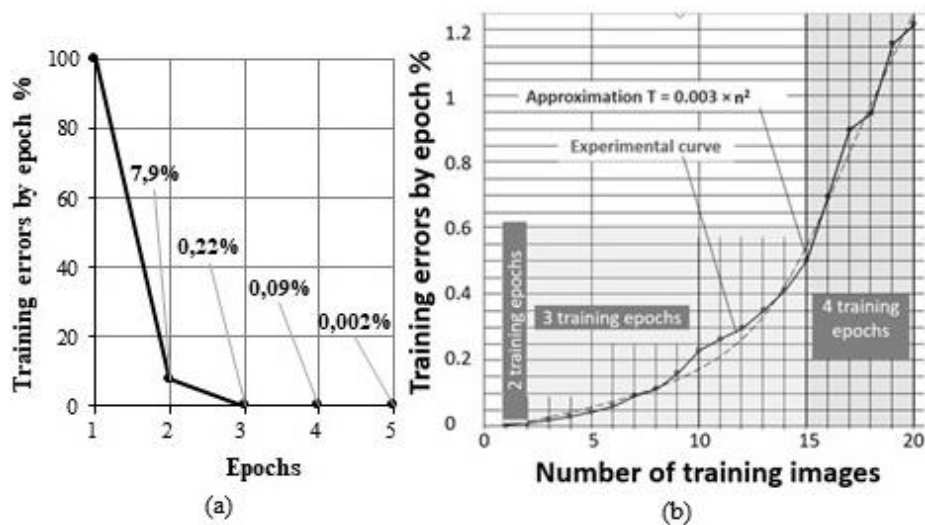 Training errors by epoch %
100
80
60
40
20
0
7,9%
0,22%
0,09%
0,002%
1 2 3 4 5
Epochs
(a)
Training errors by epoch %
1.2
1
0.8
0.6
0.4
0.2
0
Approximation T = 0.003 × n²
Experimental curve
2 training epochs
3 training epochs
4 training
epochs
0 5 10 15 20
Number of training images
(b)